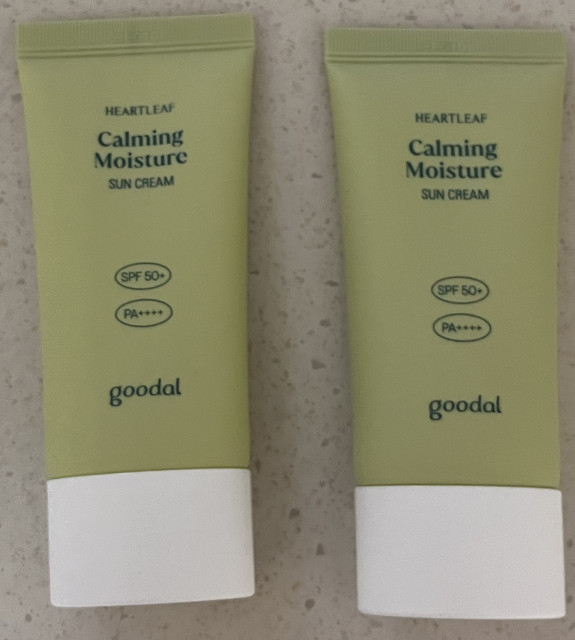 HEARTLEAF
Calming
Moisture
SUN CREAM
SPF 50+
PA++++
goodal
HEARTLEAF
Calming
Moisture
SUN CREAM
SPF 50+
PA++++
goodal